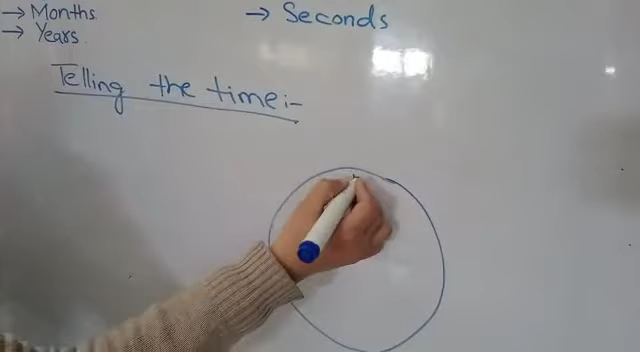 → Months
→ Years
→ Seconds
Telling the time:-